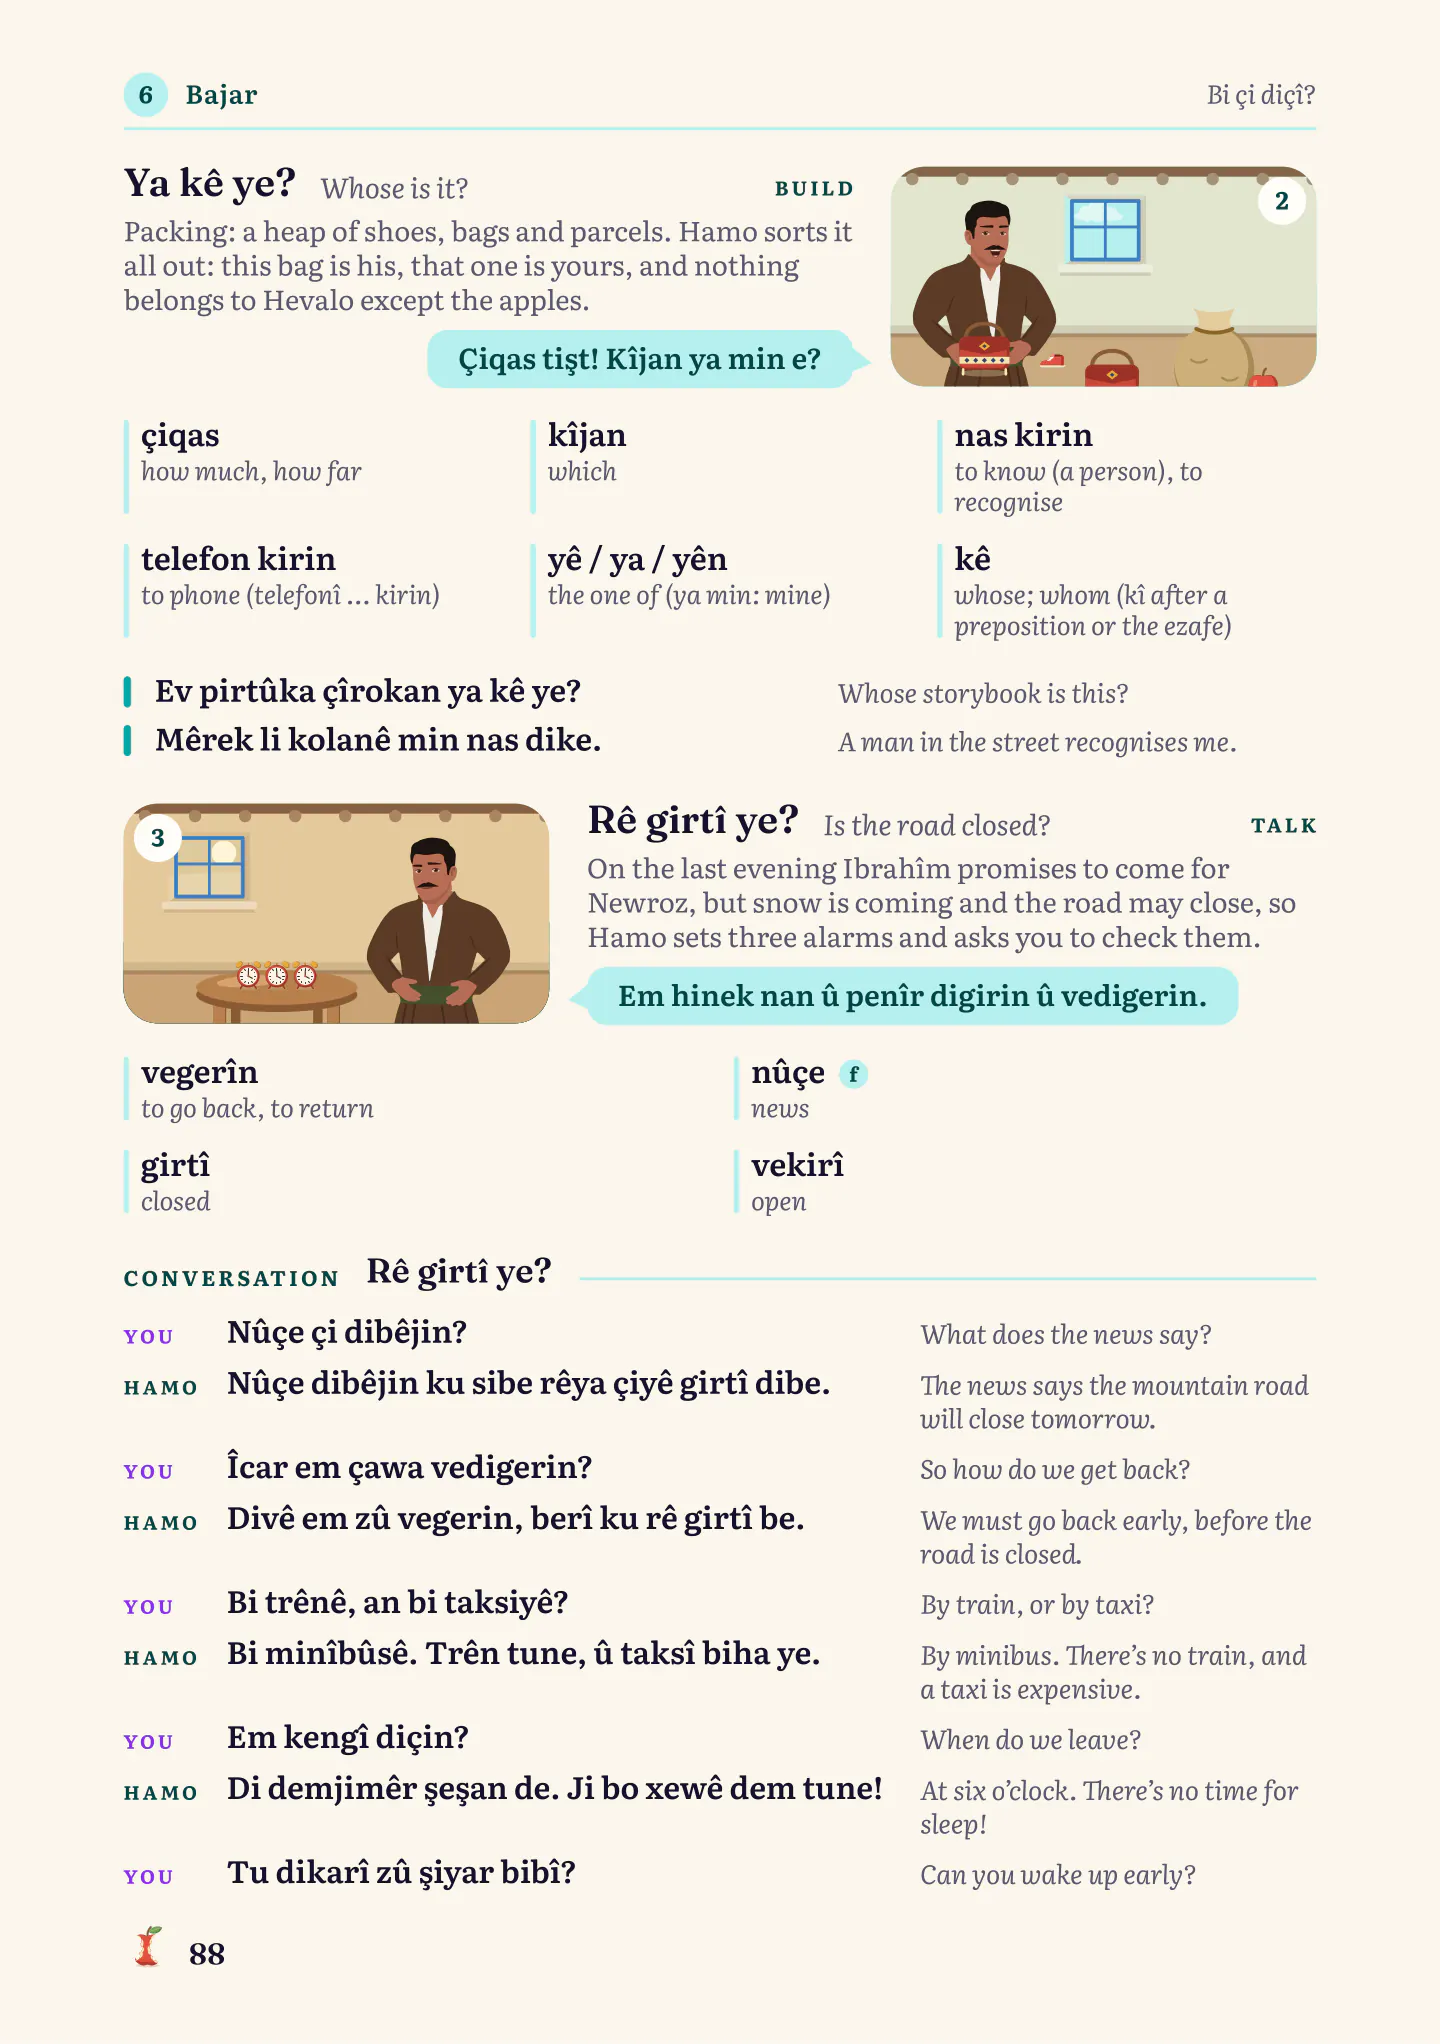 6 Bajar
Bi çi diçî?
Ya kê ye? Whose is it? BUILD
Packing: a heap of shoes, bags and parcels. Hamo sorts it
all out: this bag is his, that one is yours, and nothing
belongs to Hevalo except the apples.
Çiqas tişt! Kîjan ya min e?
2
çiqas
how much, how far
kîjan
which
nas kirin
to know (a person), to
recognise
telefon kirin
to phone (telefonî ... kirin)
yê / ya / yên
the one of (ya min: mine)
kê
whose; whom (kî after a
preposition or the ezafe)
Ev pirtûka çîrokan ya kê ye?
Whose storybook is this?
Mêrek li kolanê min nas dike.
A man in the street recognises me.
3
Rê girtî ye? Is the road closed? TALK
On the last evening Ibrahîm promises to come for
Newroz, but snow is coming and the road may close, so
Hamo sets three alarms and asks you to check them.
Em hinek nan û penîr digirin û vedigerin.
vegerîn
to go back, to return
nûçe f
news
girtî
closed
vekirî
open
CONVERSATION Rê girtî ye?
YOU Nûçe çi dibêjin?
What does the news say?
HAMO Nûçe dibêjin ku sibe rêya çiyê girtî dibe.
The news says the mountain road
will close tomorrow.
YOU Îcar em çawa vedigerin?
So how do we get back?
HAMO Divê em zû vegerin, berî ku rê girtî be.
We must go back early, before the
road is closed.
YOU Bi trênê, an bi taksiyê?
By train, or by taxi?
HAMO Bi minîbûsê. Trên tune, û taksî biha ye.
By minibus. There's no train, and
a taxi is expensive.
YOU Em kengî diçin?
When do we leave?
HAMO Di demjimêr şeşan de. Ji bo xewê dem tune!
At six o'clock. There's no time for
sleep!
YOU Tu dikarî zû şiyar bibî?
Can you wake up early?
88